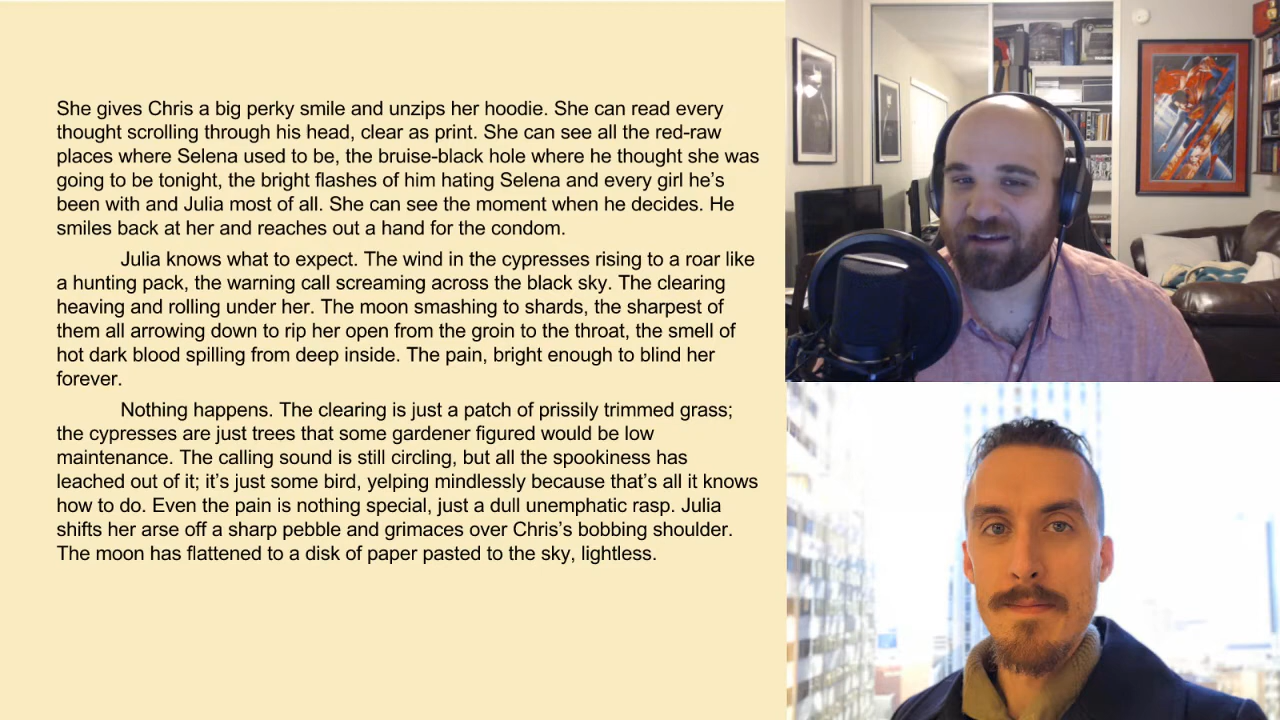 She gives Chris a big perky smile and unzips her hoodie. She can read every
thought scrolling through his head, clear as print. She can see all the red-raw
places where Selena used to be, the bruise-black hole where he thought she was
going to be tonight, the bright flashes of him hating Selena and every girl he's
been with and Julia most of all. She can see the moment when he decides. He
smiles back at her and reaches out a hand for the condom.
Julia knows what to expect. The wind in the cypresses rising to a roar like
a hunting pack, the warning call screaming across the black sky. The clearing
heaving and rolling under her. The moon smashing to shards, the sharpest of
them all arrowing down to rip her open from the groin to the throat, the smell of
hot dark blood spilling from deep inside. The pain, bright enough to blind her
forever.
Nothing happens. The clearing is just a patch of prissily trimmed grass;
the cypresses are just trees that some gardener figured would be low
maintenance. The calling sound is still circling, but all the spookiness has
leached out of it; it's just some bird, yelping mindlessly because that's all it knows
how to do. Even the pain is nothing special, just a dull unemphatic rasp. Julia
shifts her arse off a sharp pebble and grimaces over Chris's bobbing shoulder.
The moon has flattened to a disk of paper pasted to the sky, lightless.